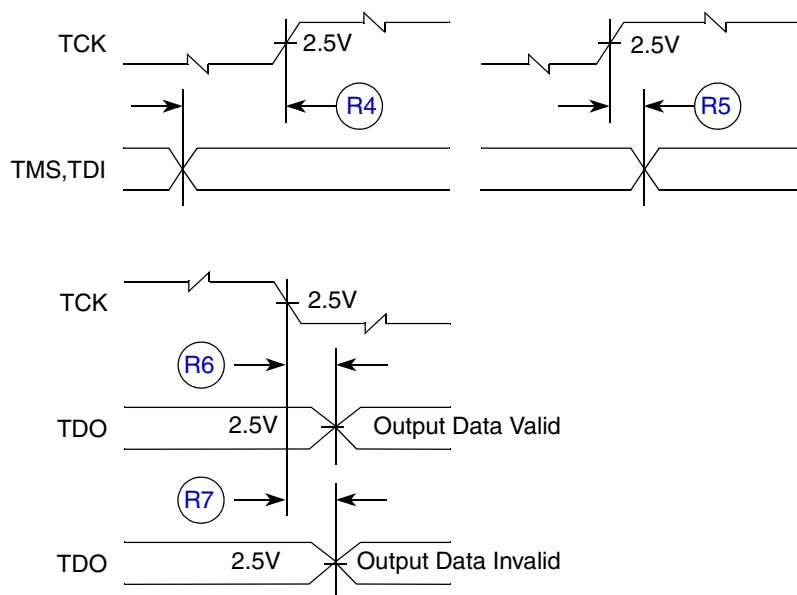 TCK 2.5V 2.5V
R4 R5
TMS,TDI
TCK 2.5V
R6
TDO 2.5V Output Data Valid
R7
TDO 2.5V Output Data Invalid